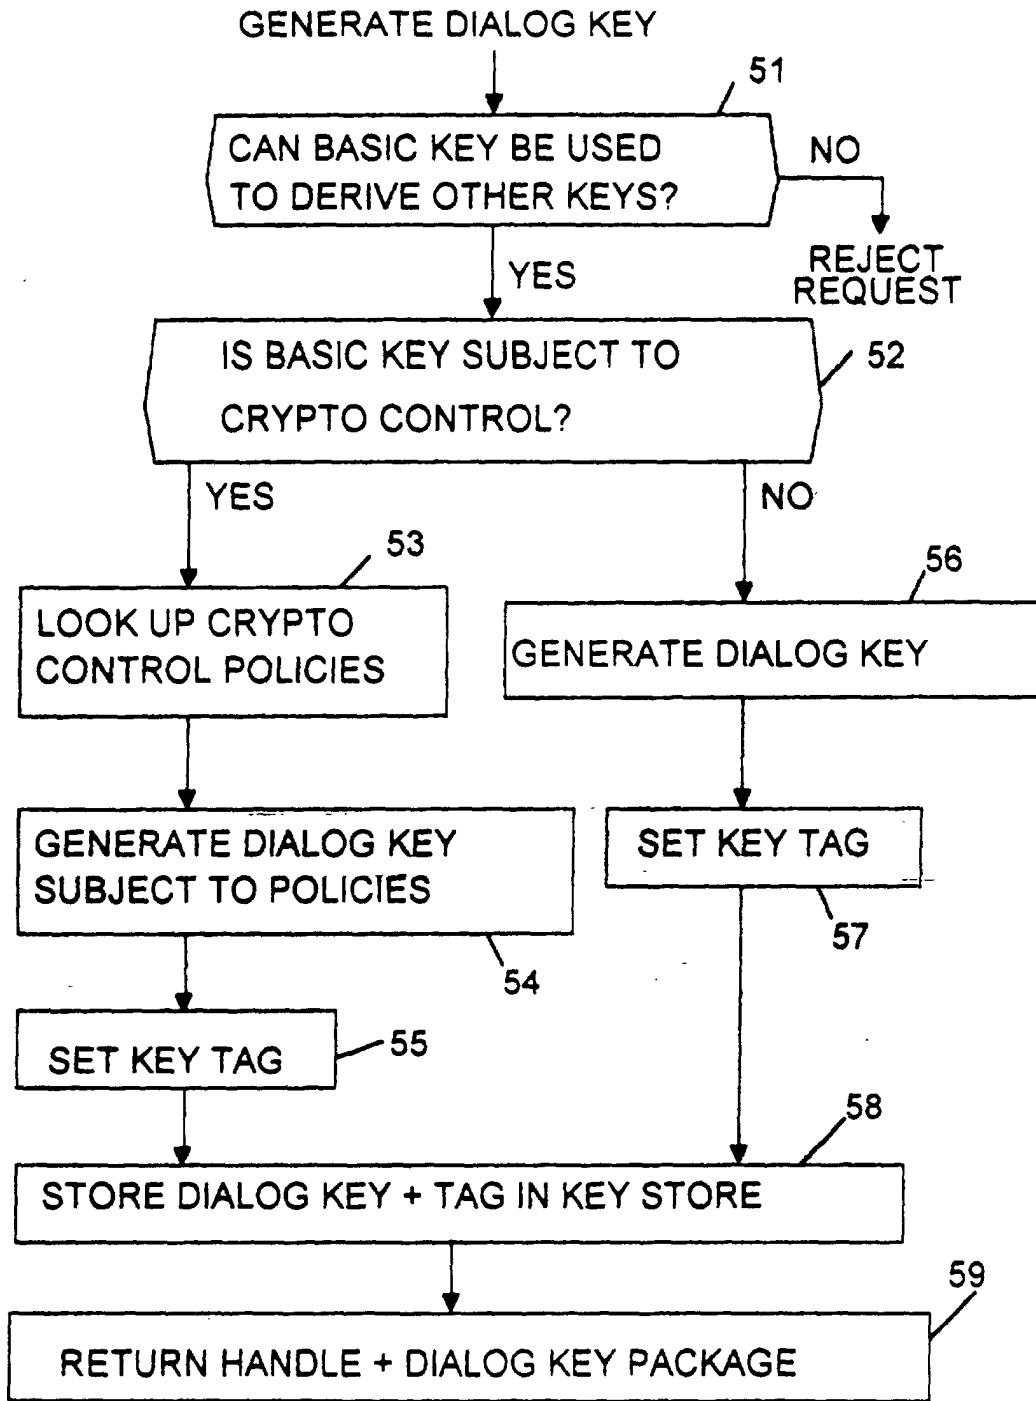 GENERATE DIALOG KEY
51
CAN BASIC KEY BE USED
TO DERIVE OTHER KEYS?
NO
REJECT
REQUEST
YES
IS BASIC KEY SUBJECT TO
CRYPTO CONTROL?
52
YES
NO
53
56
LOOK UP CRYPTO
CONTROL POLICIES
GENERATE DIALOG KEY
GENERATE DIALOG KEY
SUBJECT TO POLICIES
SET KEY TAG
57
54
SET KEY TAG
55
58
STORE DIALOG KEY + TAG IN KEY STORE
59
RETURN HANDLE + DIALOG KEY PACKAGE